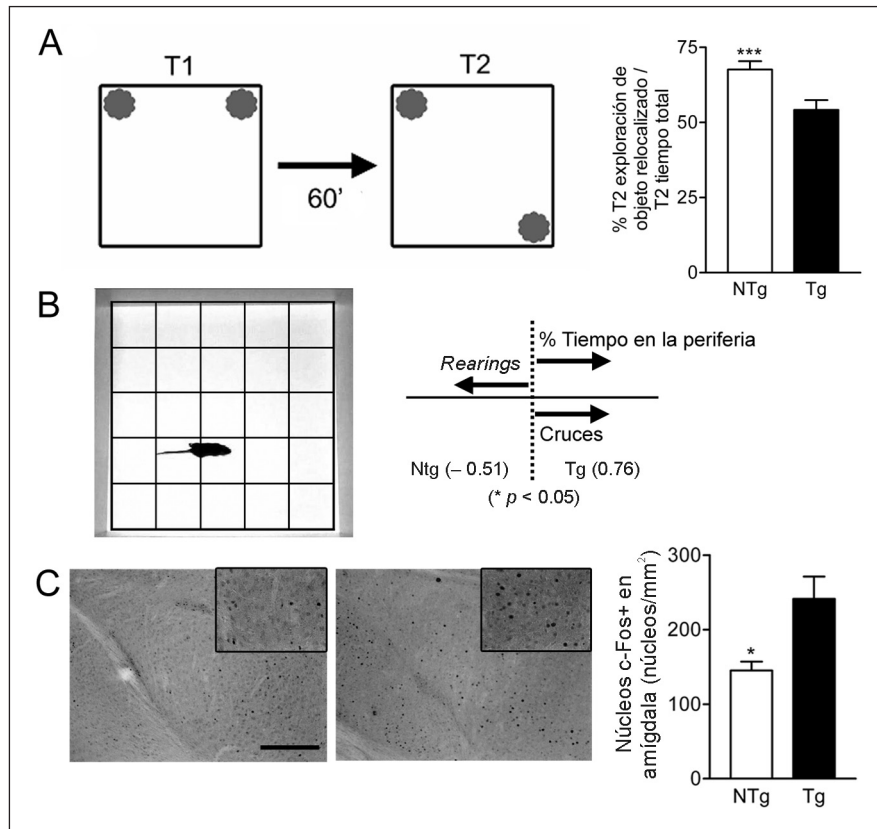 A
T1
T2
60'
% T2 exploración de
objeto relocalizado /
T2 tiempo total
75
50
25
0
***
NTg
Tg
B
Rearings
% Tiempo en la periferia
Cruces
Ntg (– 0.51)
Tg (0.76)
(* p < 0.05)
C
Núcleos c-Fos+ en
amígdala (núcleos/mm²)
300
200
100
0
*
NTg
Tg